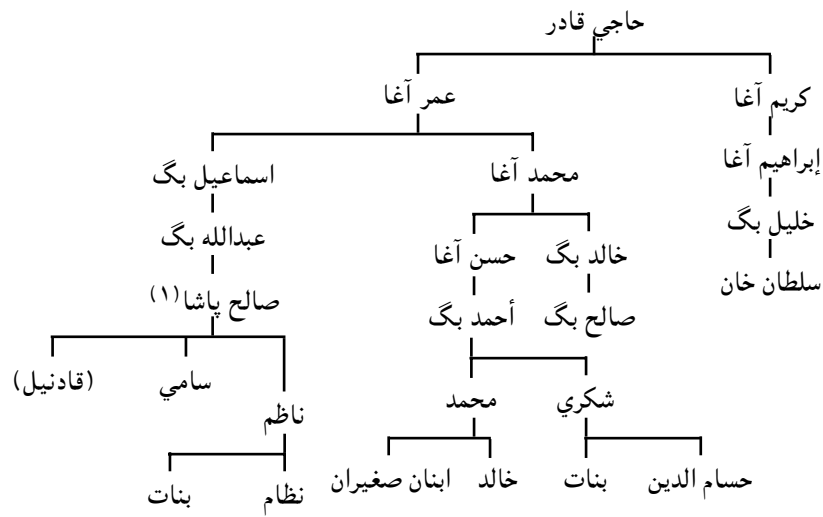 حاجي قادر
كريم آغا عمر آغا
إبراهيم آغا محمد آغا اسماعيل بگ
خليل بگ خالد بگ حسن آغا عبدالله بگ
سلطان خان صالح بگ أحمد بگ صالح پاشا (١)
شكري محمد ناظم سامي (قادنيل)
حسام الدين بنات خالد ابنان صغيران نظام بنات